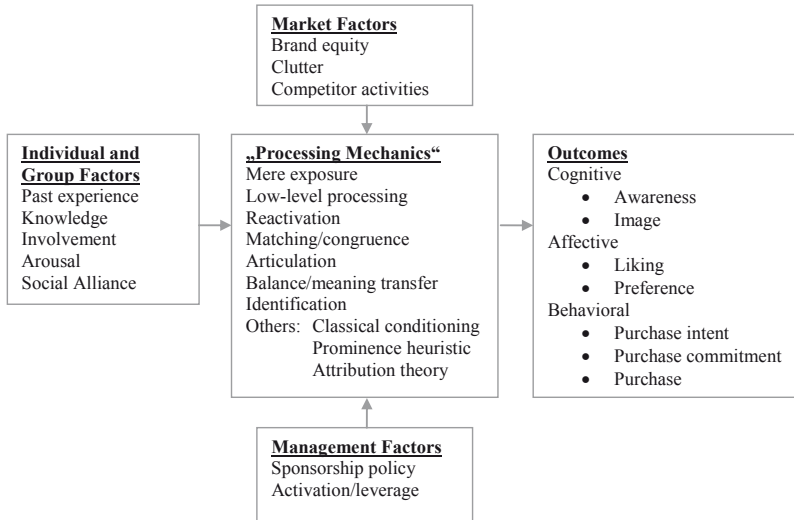 Market Factors
Brand equity
Clutter
Competitor activities
Individual and
Group Factors
Past experience
Knowledge
Involvement
Arousal
Social Alliance
„Processing Mechanics“
Mere exposure
Low-level processing
Reactivation
Matching/congruence
Articulation
Balance/meaning transfer
Identification
Others: Classical conditioning
Prominence heuristic
Attribution theory
Outcomes
Cognitive
• Awareness
• Image
Affective
• Liking
• Preference
Behavioral
• Purchase intent
• Purchase commitment
• Purchase
Management Factors
Sponsorship policy
Activation/leverage